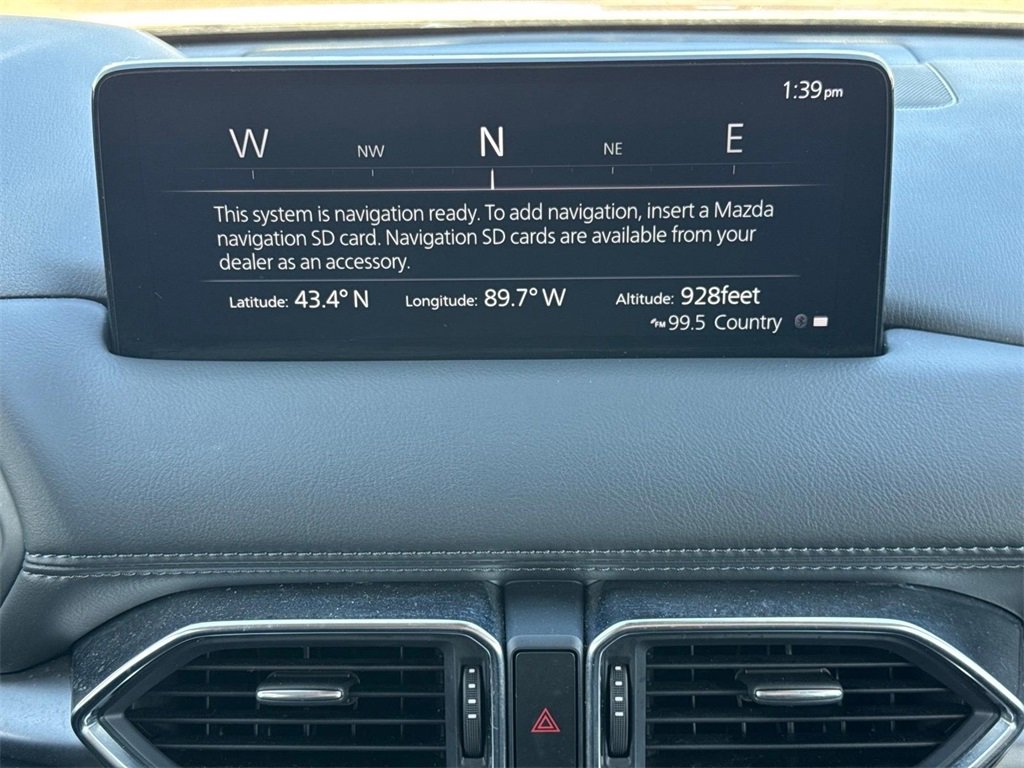 1:39pm
W NW N NE E
This system is navigation ready. To add navigation, insert a Mazda
navigation SD card. Navigation SD cards are available from your
dealer as an accessory.
Latitude: 43.4° N Longitude: 89.7° W Altitude: 928feet
FM 99.5 Country